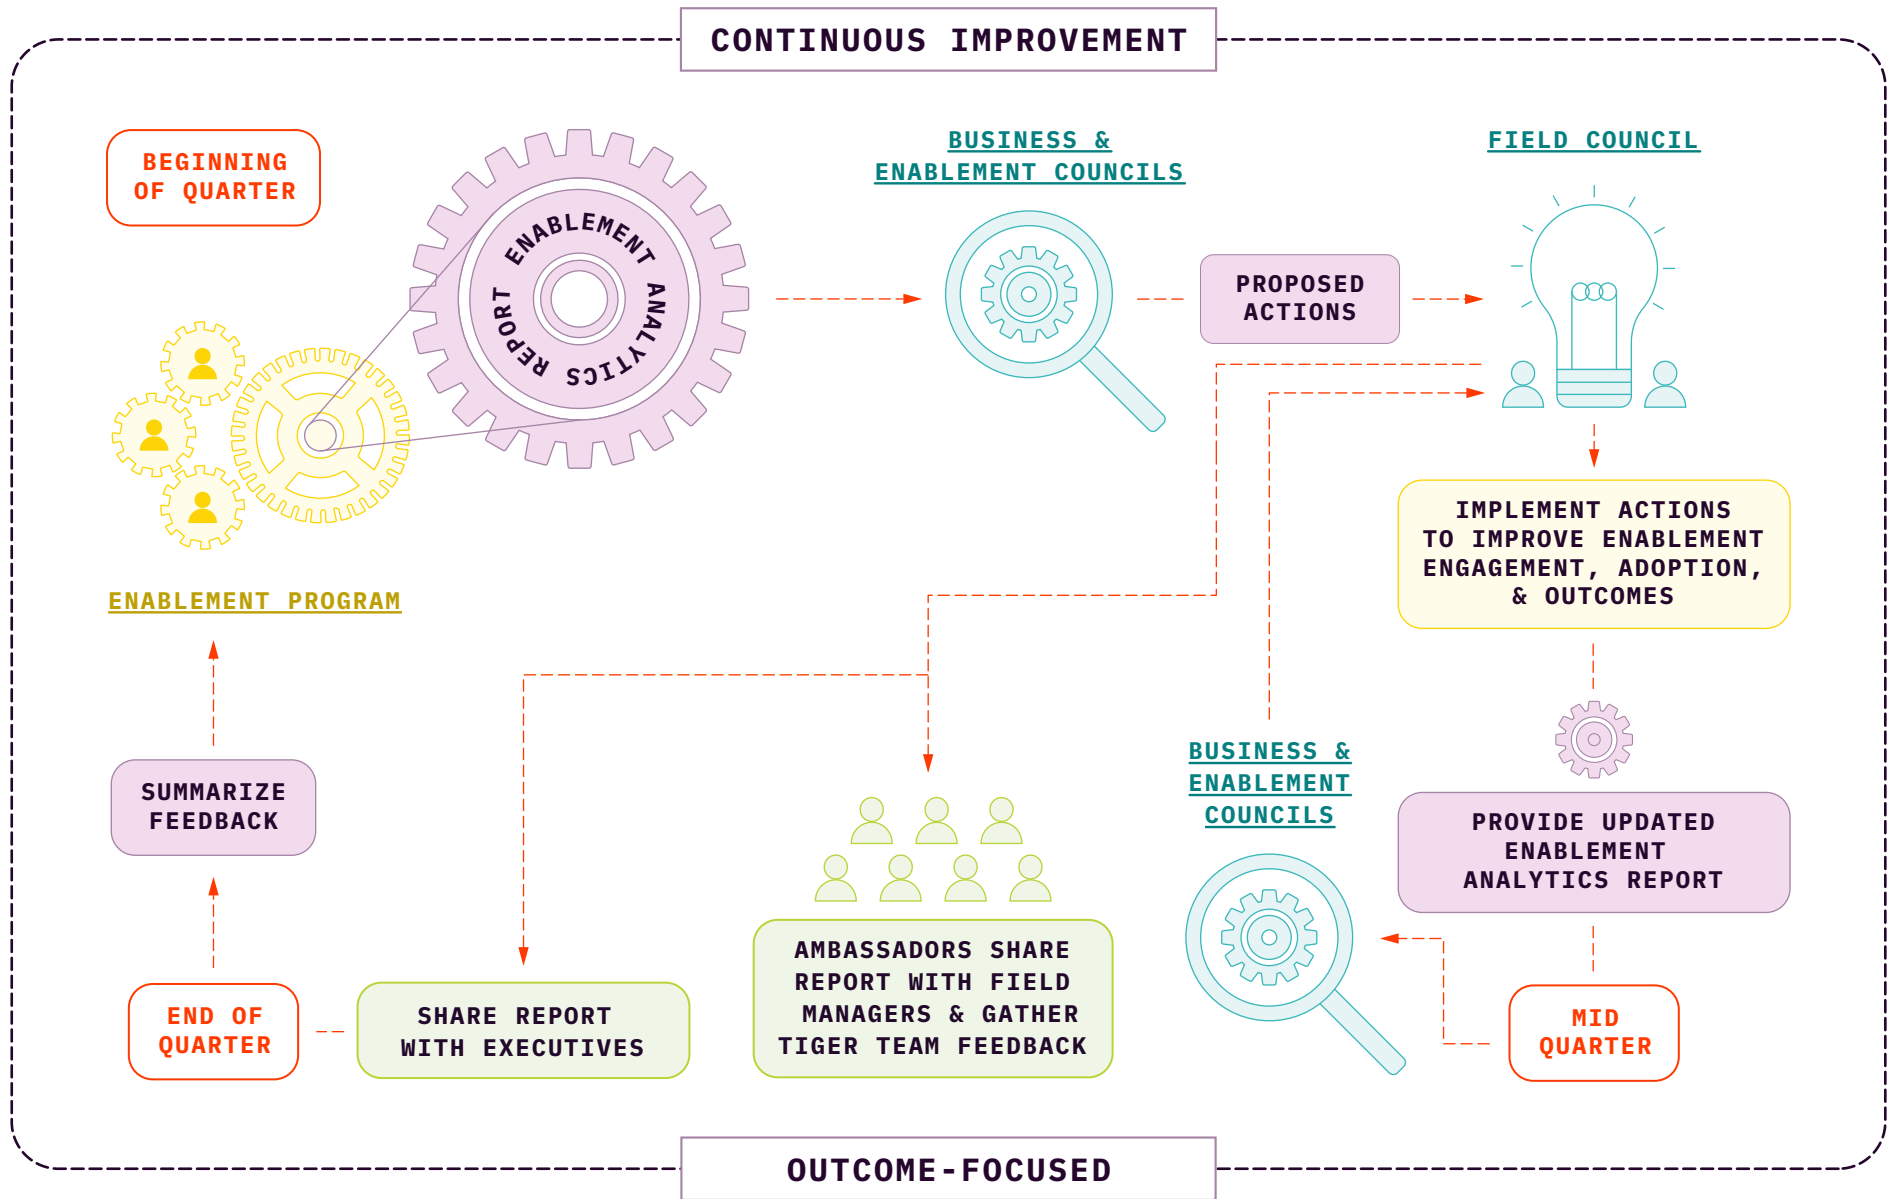 CONTINUOUS IMPROVEMENT
BEGINNING
OF QUARTER
ENABLEMENT ANALYTICS REPORT
BUSINESS &
ENABLEMENT COUNCILS
PROPOSED
ACTIONS
FIELD COUNCIL
IMPLEMENT ACTIONS
TO IMPROVE ENABLEMENT
ENGAGEMENT, ADOPTION,
& OUTCOMES
PROVIDE UPDATED
ENABLEMENT
ANALYTICS REPORT
MID
QUARTER
BUSINESS &
ENABLEMENT
COUNCILS
AMBASSADORS SHARE
REPORT WITH FIELD
MANAGERS & GATHER
TIGER TEAM FEEDBACK
SHARE REPORT
WITH EXECUTIVES
END OF
QUARTER
SUMMARIZE
FEEDBACK
ENABLEMENT PROGRAM
OUTCOME-FOCUSED